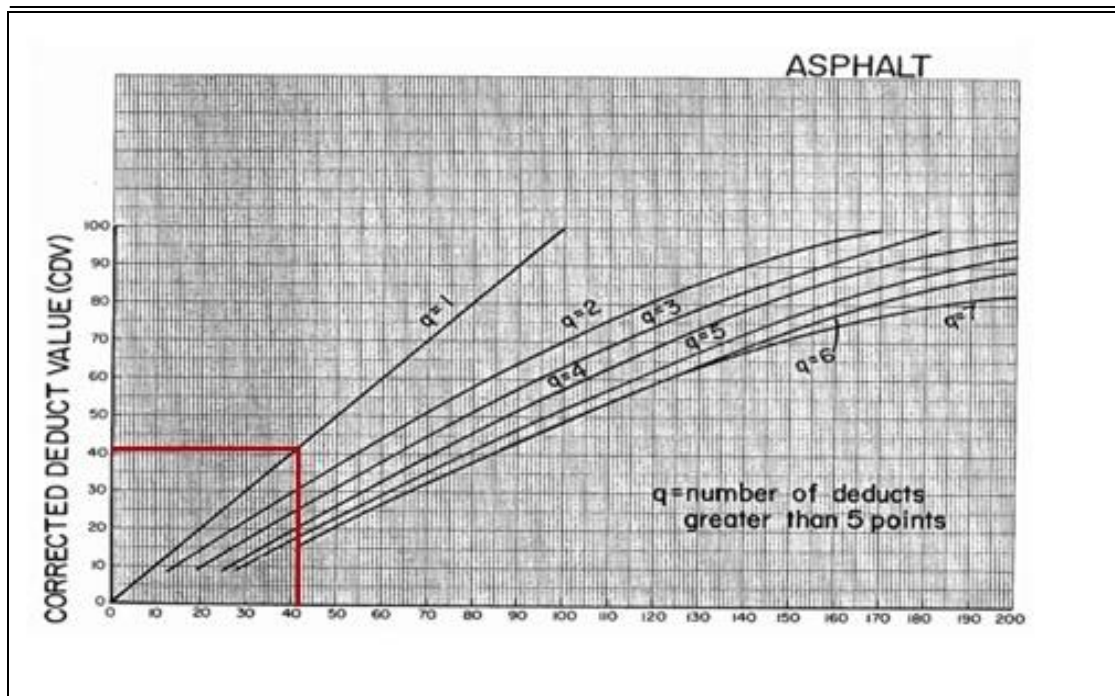 ASPHALT
CORRECTED DEDUCT VALUE (CDV)
100
90
80
70
60
50
40
30
20
10
0
q=1
q=2
q=3
q=4
q=5
q=6
q=7
q=number of deducts
greater than 5 points
0 10 20 30 40 50 60 70 80 90 100 110 120 130 140 150 160 170 180 190 200